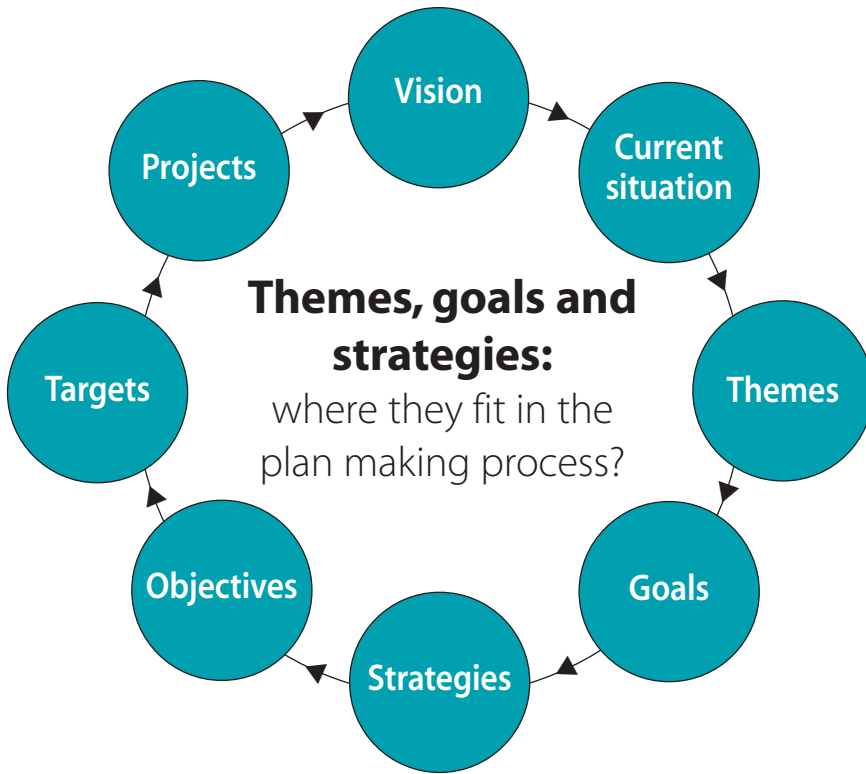 Vision
Current
situation
Themes
Goals
Strategies
Objectives
Targets
Projects
Themes, goals and
strategies:
where they fit in the
plan making process?